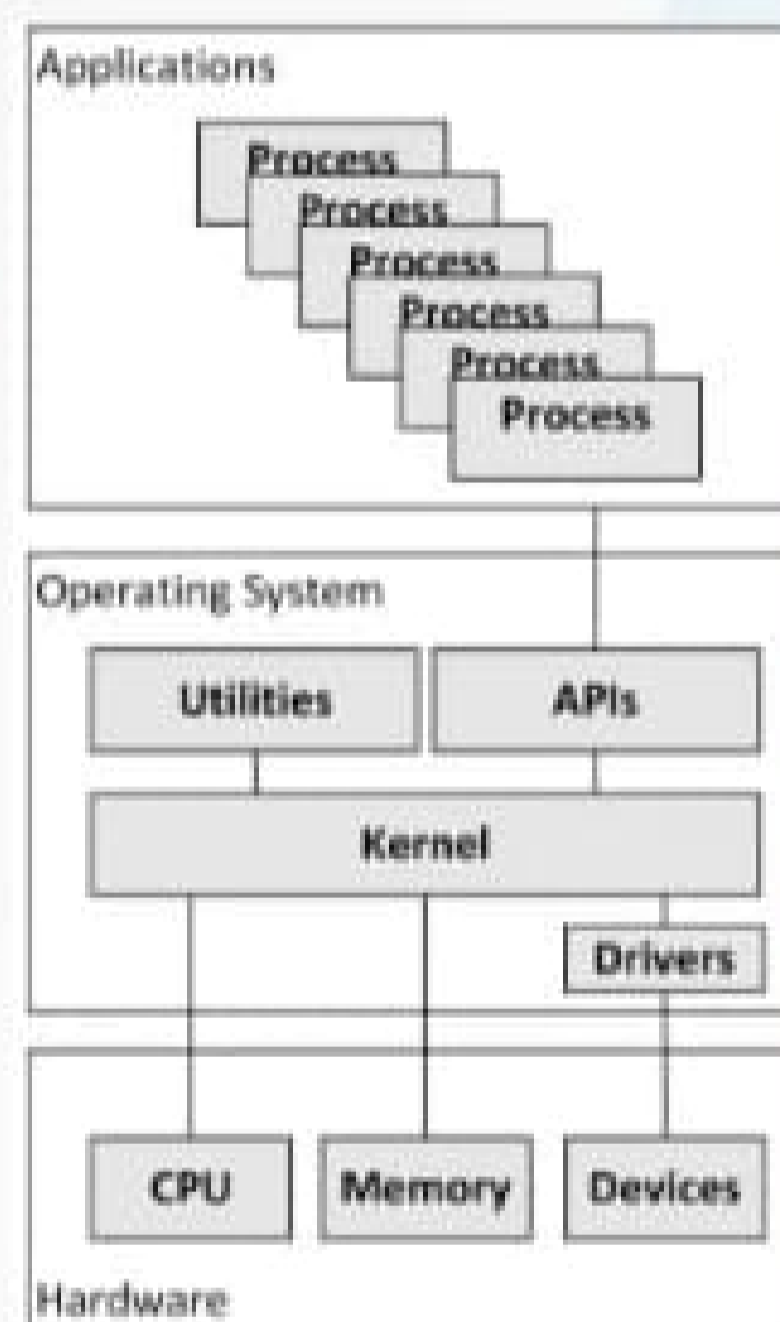 Applications
Process
Process
Process
Process
Process
Process
Operating System
Utilities APIs
Kernel
Drivers
CPU Memory Devices
Hardware